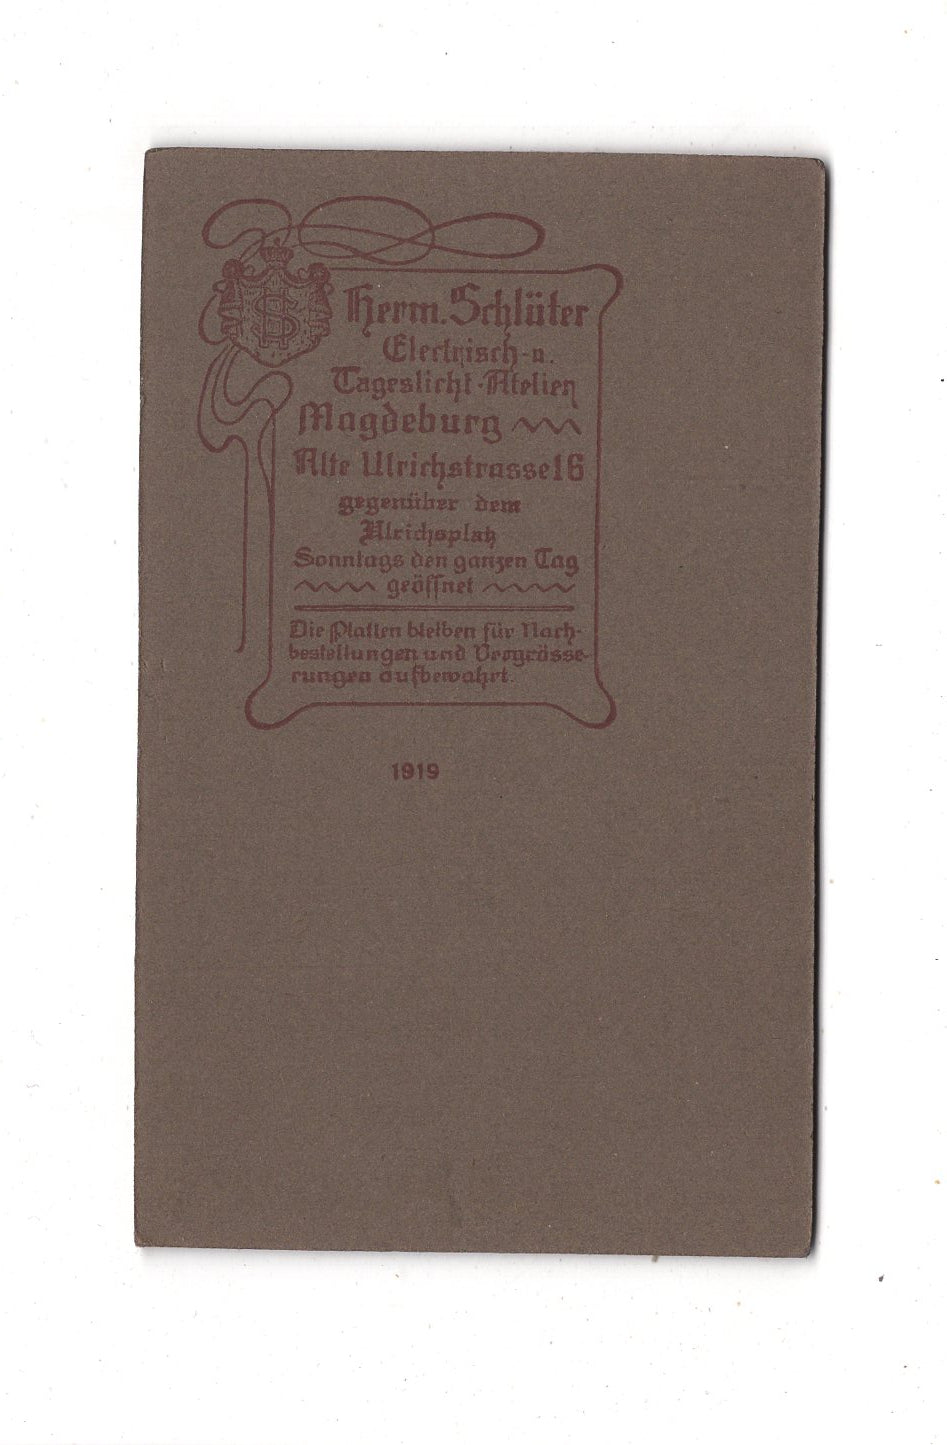 HS
Herm. Schlüter
Electrisch- u.
Tageslicht-Atelier
Magdeburg
Alte Ulrichstrasse 16
gegenüber dem
Ulrichsplatz
Sonntags den ganzen Tag
geöffnet
Die Platten bleiben für Nach-
bestellungen und Vergrösse-
rungen aufbewahrt.
1919